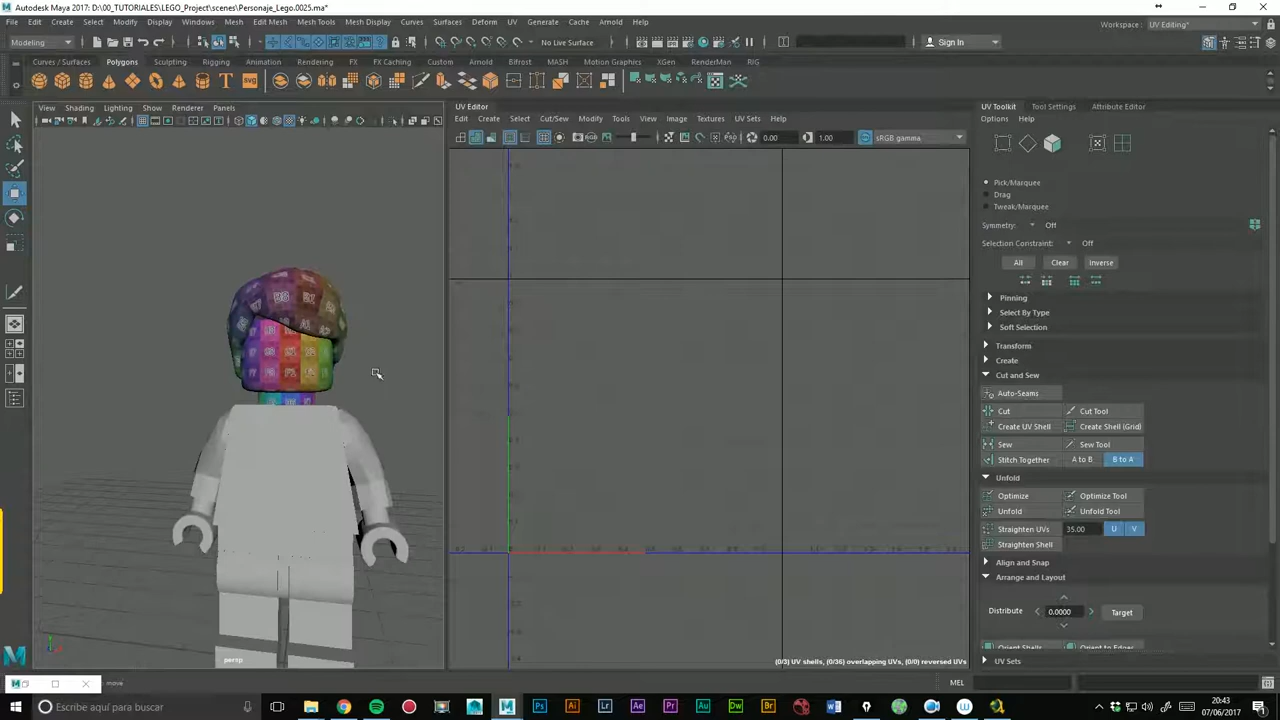 Autodesk Maya 2017: D:\00_TUTORIALES\LEGO_Project\scenes\Personaje_Lego.0025.ma*
File Edit Create Select Modify Display Windows Mesh Edit Mesh Mesh Tools Mesh Display Curves Surfaces Deform UV Generate Cache Arnold Help
Workspace: UV Editing*
Modeling No Live Surface Sign In
Curves / Surfaces Polygons Sculpting Rigging Animation Rendering FX FX Caching Custom Arnold Bifrost MASH Motion Graphics XGen RenderMan RIG
View Shading Lighting Show Renderer Panels
UV Editor
UV Toolkit Tool Settings Attribute Editor
Edit Create Select Cut/Sew Modify Tools View Image Textures UV Sets Help
Options Help
0.00 1.00 sRGB gamma
Pick/Marquee
Drag
Tweak/Marquee
Symmetry: Off
Selection Constraint: Off
All Clear Inverse
Pinning
Select By Type
Soft Selection
Transform
Create
Cut and Sew
Auto-Seams
Cut Cut Tool
Create UV Shell Create Shell (Grid)
Sew Sew Tool
Stitch Together A to B B to A
Unfold
Optimize Optimize Tool
Unfold Unfold Tool
Straighten UVs 35.00 U V
Straighten Shell
Align and Snap
Arrange and Layout
Distribute 0.0000 Target
Orient Shells Orient to Edges
UV Sets
persp
(0/3) UV shells, (0/36) overlapping UVs, (0/0) reversed UVs
move
MEL
Escribe aquí para buscar
20:43
07/06/2017